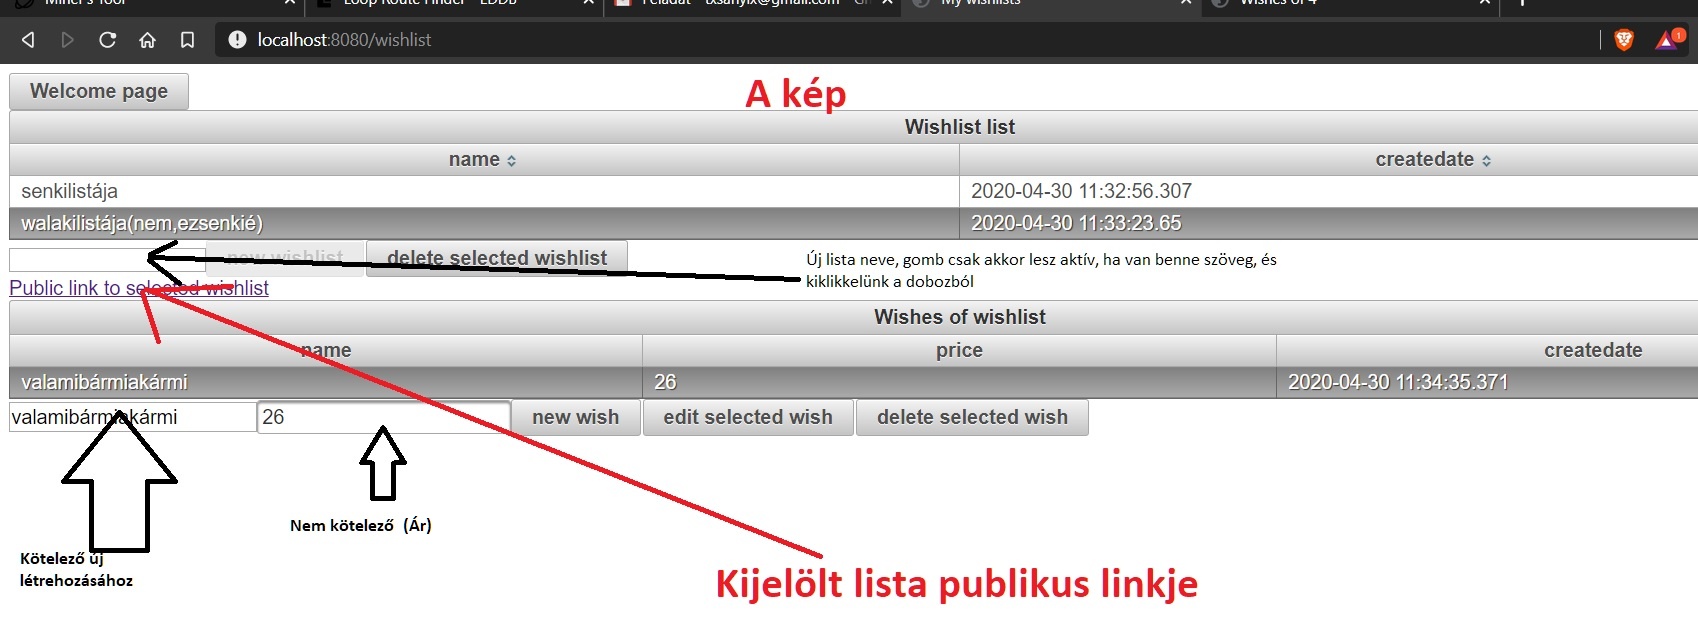 Miner's Tool
Loop Route Finder - EDDB
Feladat - txsanyix@gmail.com - Gm
My wishlists
Wishes of 4
localhost:8080/wishlist
1
Welcome page
A kép
Wishlist list
name createdate
senkilistája 2020-04-30 11:32:56.307
walakilistája(nem,ezsenkié) 2020-04-30 11:33:23.65
new wishlist delete selected wishlist
Új lista neve, gomb csak akkor lesz aktív, ha van benne szöveg, és
kiklikkelünk a dobozból
Public link to selected wishlist
Wishes of wishlist
name price createdate
valamibármiakármi 26 2020-04-30 11:34:35.371
valamibármiakármi 26 new wish edit selected wish delete selected wish
Nem kötelező (Ár)
Kötelező új
létrehozásához
Kijelölt lista publikus linkje